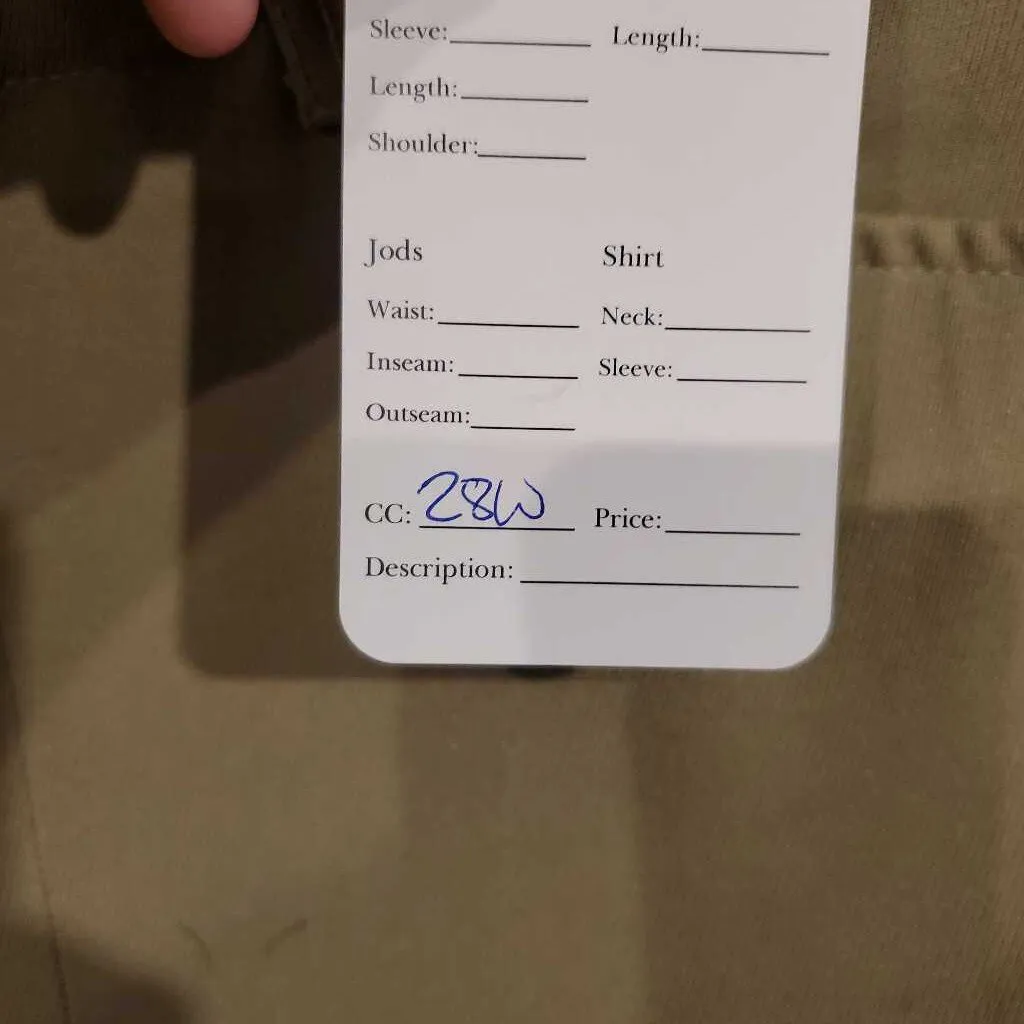 Sleeve: Length:
Length:
Shoulder:
Jods Shirt
Waist: Neck:
Inseam: Sleeve:
Outseam:
CC: 28W Price:
Description: